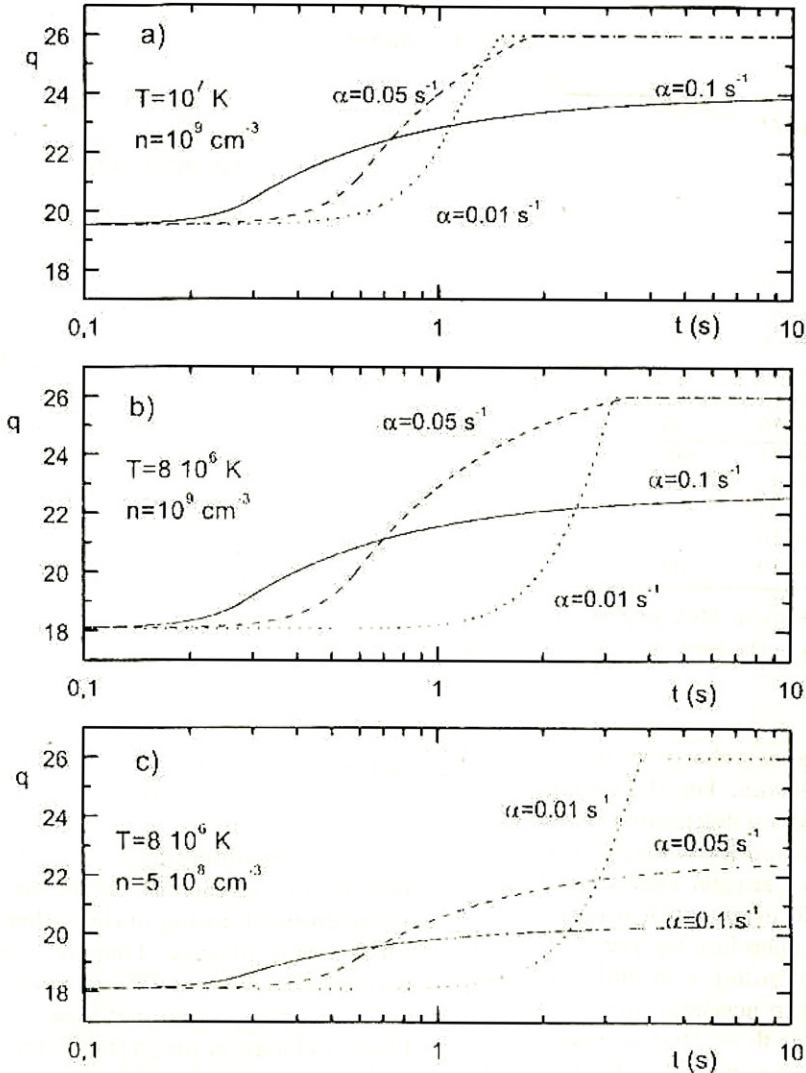 26
q
24
22
20
18
a)
T=10⁷ K
n=10⁹ cm⁻³
α=0.05 s⁻¹
α=0.1 s⁻¹
α=0.01 s⁻¹
0,1
1
t (s)
10
26
q
24
22
20
18
b)
T=8 10⁶ K
n=10⁹ cm⁻³
α=0.05 s⁻¹
α=0.1 s⁻¹
α=0.01 s⁻¹
0,1
1
t (s)
10
26
q
24
22
20
18
c)
T=8 10⁶ K
n=5 10⁸ cm⁻³
α=0.01 s⁻¹
α=0.05 s⁻¹
α=0.1 s⁻¹
0,1
1
t (s)
10